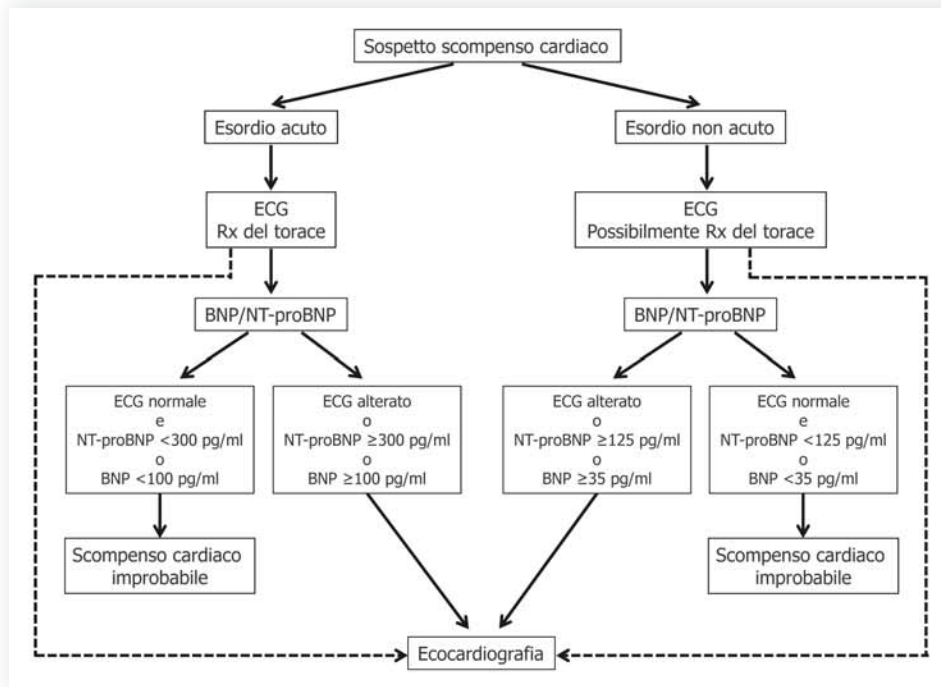 Sospetto scompenso cardiaco
Esordio acuto
Esordio non acuto
ECG
Rx del torace
ECG
Possibilmente Rx del torace
BNP/NT-proBNP
BNP/NT-proBNP
ECG normale
e
NT-proBNP <300 pg/ml
o
BNP <100 pg/ml
ECG alterato
o
NT-proBNP ≥300 pg/ml
o
BNP ≥100 pg/ml
ECG alterato
o
NT-proBNP ≥125 pg/ml
o
BNP ≥35 pg/ml
ECG normale
e
NT-proBNP <125 pg/ml
o
BNP <35 pg/ml
Scompenso cardiaco
improbabile
Scompenso cardiaco
improbabile
Ecocardiografia